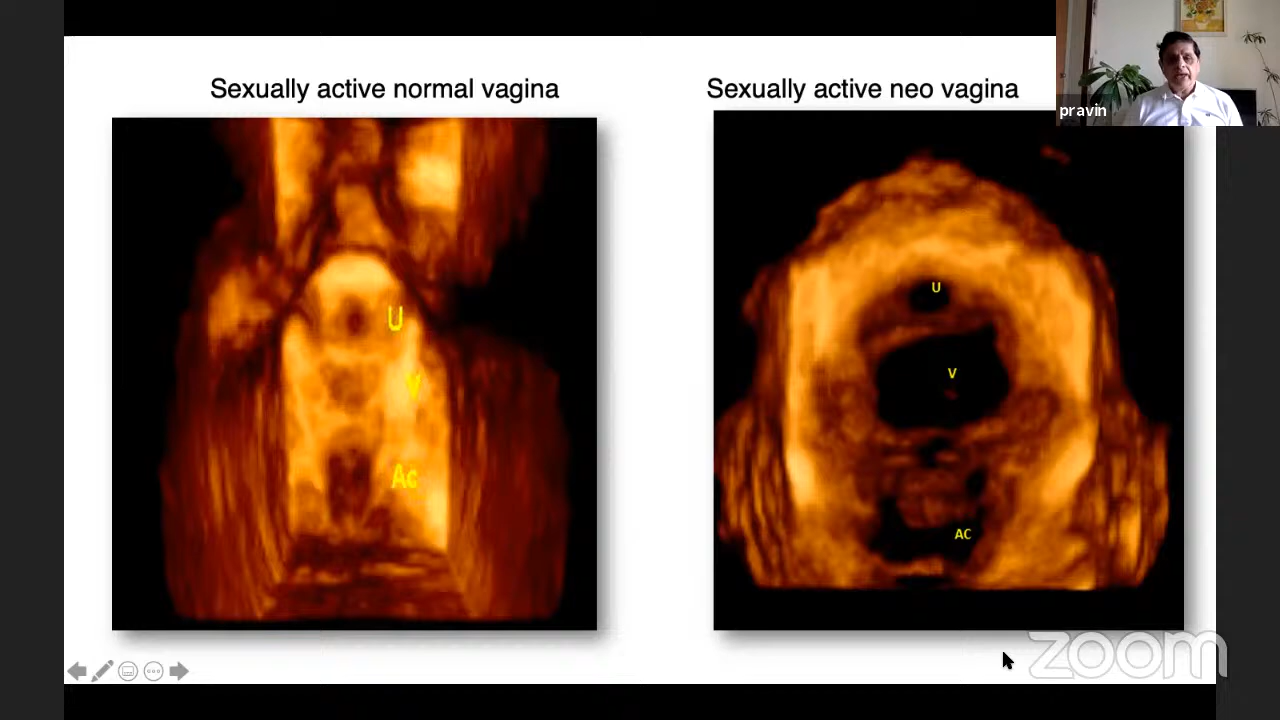 Sexually active normal vagina
Sexually active neo vagina
pravin
U
V
Ac
U
V
AC
zoom